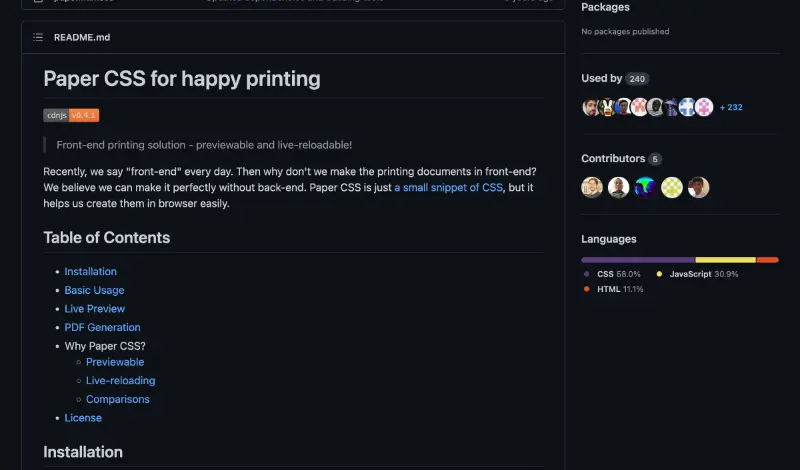 README.md
Paper CSS for happy printing
cdnjs v0.4.1
Front-end printing solution - previewable and live-reloadable!
Recently, we say "front-end" every day. Then why don't we make the printing documents in front-end?
We believe we can make it perfectly without back-end. Paper CSS is just a small snippet of CSS, but it
helps us create them in browser easily.
Table of Contents
Installation
Basic Usage
Live Preview
PDF Generation
Why Paper CSS?
Previewable
Live-reloading
Comparisons
License
Installation
Packages
No packages published
Used by 240
+ 232
Contributors 5
Languages
CSS 58.0% JavaScript 30.9%
HTML 11.1%